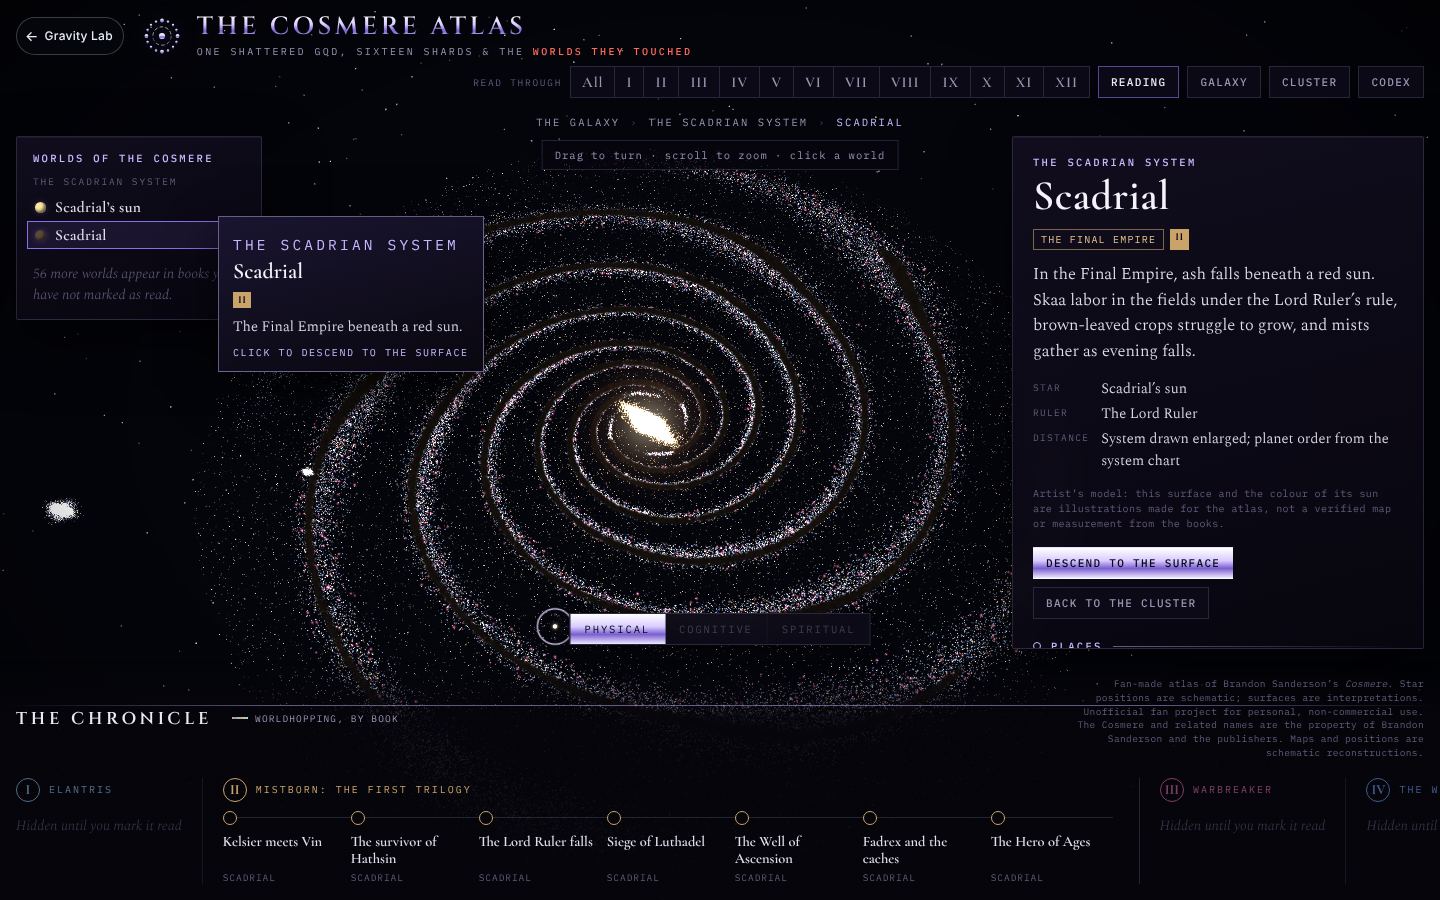 ← Gravity Lab
THE COSMERE ATLAS
ONE SHATTERED GOD, SIXTEEN SHARDS & THE WORLDS THEY TOUCHED
READ THROUGH All I II III IV V VI VII VIII IX X XI XII READING GALAXY CLUSTER CODEX
THE GALAXY › THE SCADRIAN SYSTEM › SCADRIAL
Drag to turn · scroll to zoom · click a world
WORLDS OF THE COSMERE
THE SCADRIAN SYSTEM
Scadrial's sun
Scadrial
56 more worlds appear in books
have not marked as read.
THE SCADRIAN SYSTEM
Scadrial
II
The Final Empire beneath a red sun.
CLICK TO DESCEND TO THE SURFACE
THE SCADRIAN SYSTEM
Scadrial
THE FINAL EMPIRE II
In the Final Empire, ash falls beneath a red sun.
Skaa labor in the fields under the Lord Ruler's rule,
brown-leaved crops struggle to grow, and mists
gather as evening falls.
STAR Scadrial's sun
RULER The Lord Ruler
DISTANCE System drawn enlarged; planet order from the
system chart
Artist's model: this surface and the colour of its sun
are illustrations made for the atlas, not a verified map
or measurement from the books.
DESCEND TO THE SURFACE
BACK TO THE CLUSTER
PLACES
PHYSICAL COGNITIVE SPIRITUAL
· Fan-made atlas of Brandon Sanderson's Cosmere. Star
positions are schematic; surfaces are interpretations.
Unofficial fan project for personal, non-commercial use.
The Cosmere and related names are the property of Brandon
Sanderson and the publishers. Maps and positions are
schematic reconstructions.
THE CHRONICLE — WORLDHOPPING, BY BOOK
I ELANTRIS
Hidden until you mark it read
II MISTBORN: THE FIRST TRILOGY
Kelsier meets Vin
SCADRIAL
The survivor of
Hathsin
SCADRIAL
The Lord Ruler falls
SCADRIAL
Siege of Luthadel
SCADRIAL
The Well of
Ascension
SCADRIAL
Fadrex and the
caches
SCADRIAL
The Hero of Ages
SCADRIAL
III WARBREAKER
Hidden until you mark it read
IV THE W
Hidden until